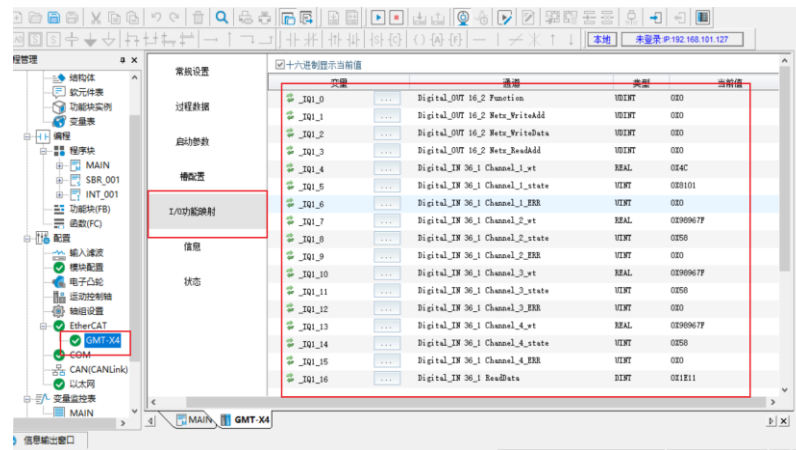 本地
未登录:IP:192.168.101.127
程管理
结构体
软元件表
功能块实例
变量表
编程
程序块
MAIN
SBR_001
INT_001
功能块(FB)
函数(FC)
配置
输入滤波
模块配置
电子凸轮
运动控制轴
轴组设置
EtherCAT
GMT-X4
COM
CAN(CANLink)
以太网
变量监控表
MAIN
常规设置
过程数据
启动参数
槽配置
I/O功能映射
信息
状态
十六进制显示当前值
变量 通道 类型 当前值
_IQ1_0 ... Digital_OUT 16_2 Function UDINT 0X0
_IQ1_1 ... Digital_OUT 16_2 Netx_WriteAdd UDINT 0X0
_IQ1_2 ... Digital_OUT 16_2 Netx_WriteData UDINT 0X0
_IQ1_3 ... Digital_OUT 16_2 Netx_ReadAdd UDINT 0X0
_IQ1_4 ... Digital_IN 36_1 Channel_1_wt REAL 0X4C
_IQ1_5 ... Digital_IN 36_1 Channel_1_state UINT 0X8101
_IQ1_6 ... Digital_IN 36_1 Channel_1_ERR UINT 0X0
_IQ1_7 ... Digital_IN 36_1 Channel_2_wt REAL 0X98967F
_IQ1_8 ... Digital_IN 36_1 Channel_2_state UINT 0X58
_IQ1_9 ... Digital_IN 36_1 Channel_2_ERR UINT 0X0
_IQ1_10 ... Digital_IN 36_1 Channel_3_wt REAL 0X98967F
_IQ1_11 ... Digital_IN 36_1 Channel_3_state UINT 0X58
_IQ1_12 ... Digital_IN 36_1 Channel_3_ERR UINT 0X0
_IQ1_13 ... Digital_IN 36_1 Channel_4_wt REAL 0X98967F
_IQ1_14 ... Digital_IN 36_1 Channel_4_state UINT 0X58
_IQ1_15 ... Digital_IN 36_1 Channel_4_ERR UINT 0X0
_IQ1_16 ... Digital_IN 36_1 ReadData DINT 0X1E11
MAIN GMT-X4
信息输出窗口